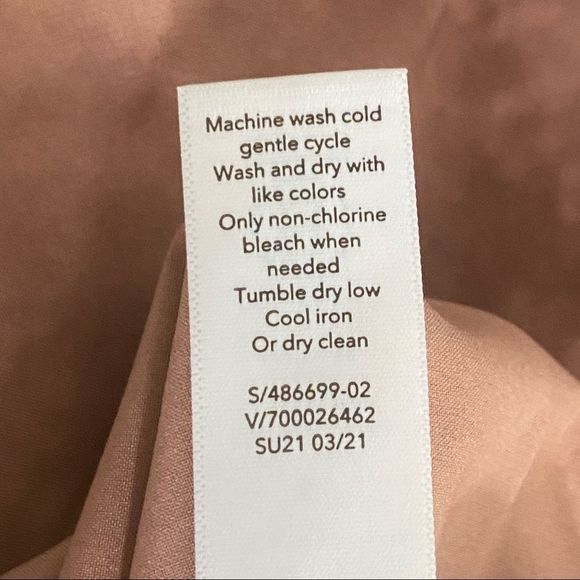 Machine wash cold
gentle cycle
Wash and dry with
like colors
Only non-chlorine
bleach when
needed
Tumble dry low
Cool iron
Or dry clean
S/486699-02
V/700026462
SU21 03/21